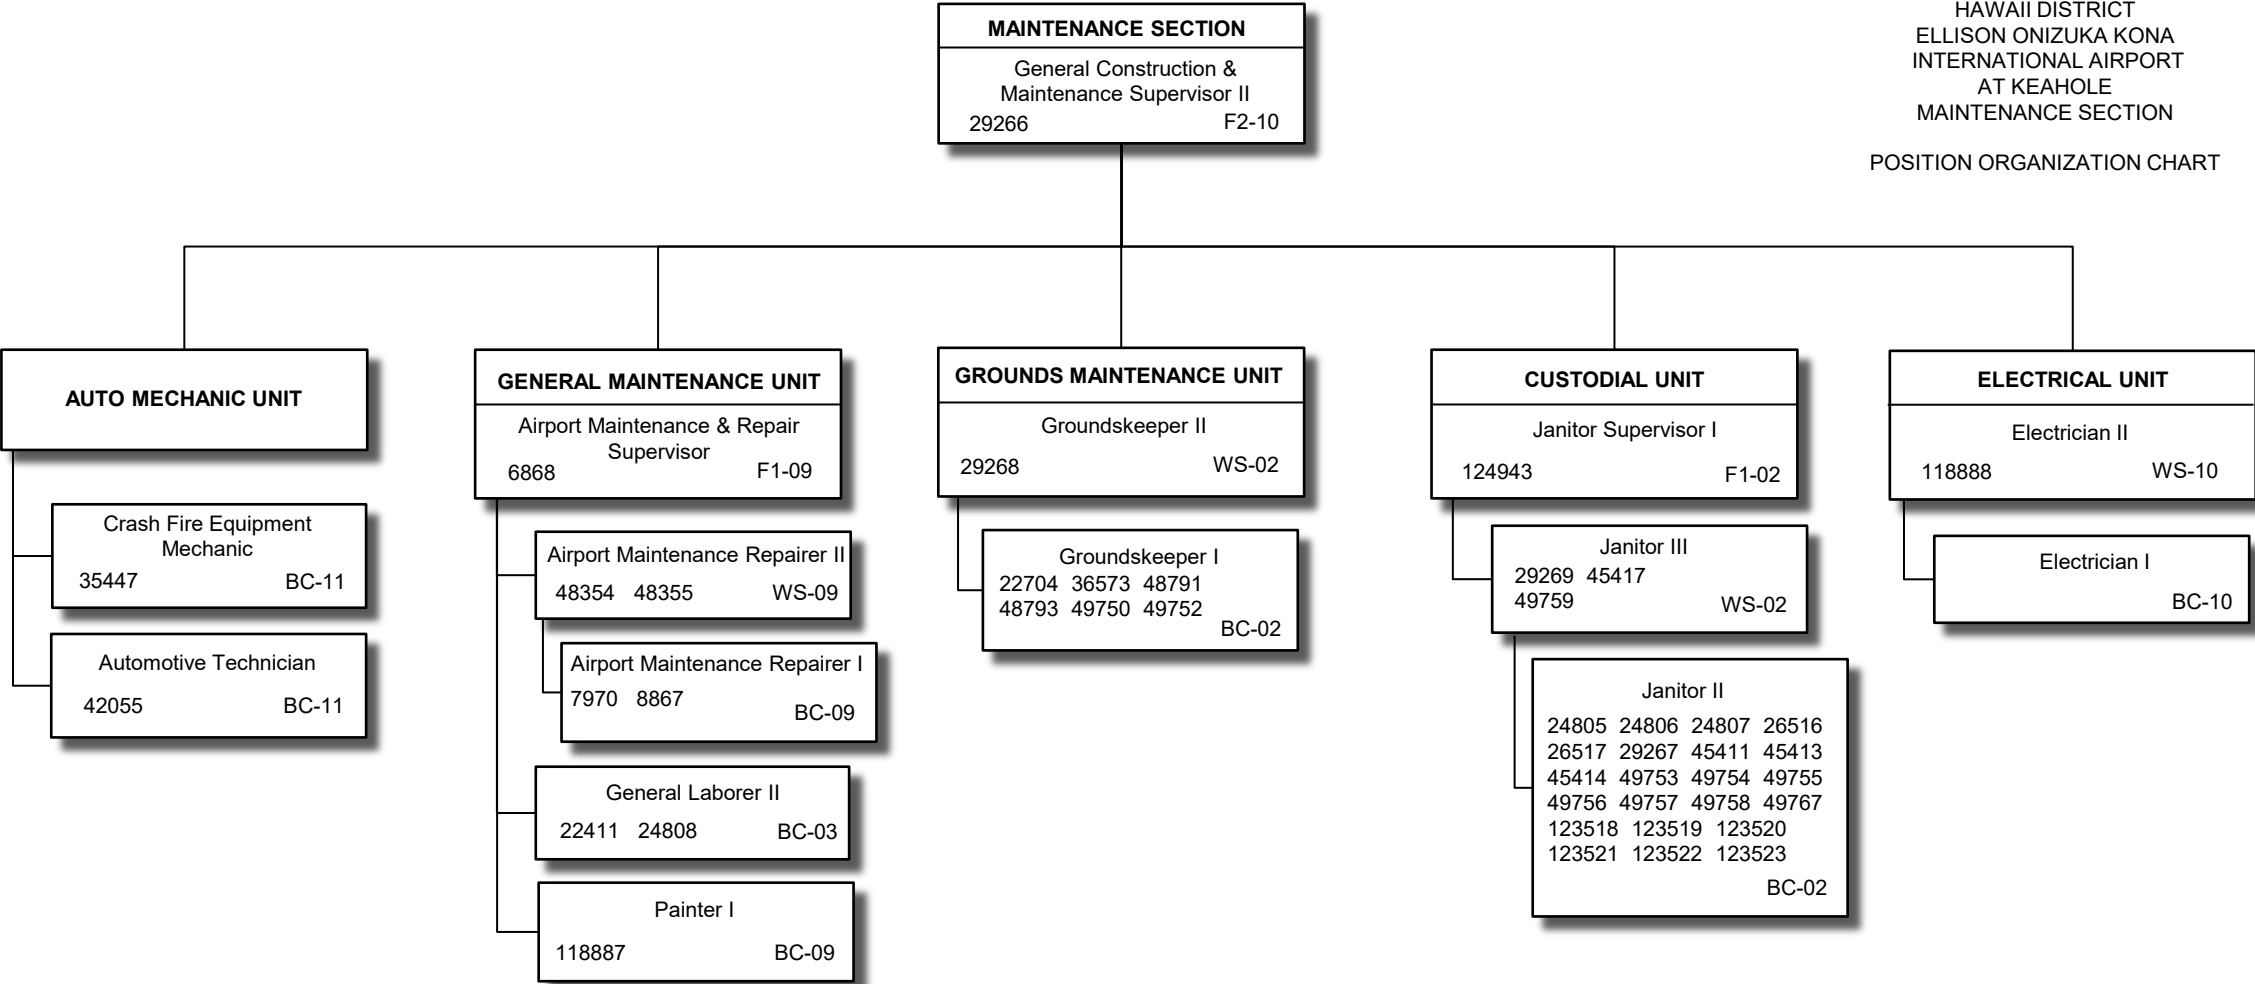 HAWAII DISTRICT
ELLISON ONIZUKA KONA
INTERNATIONAL AIRPORT
AT KEAHOLE
MAINTENANCE SECTION
POSITION ORGANIZATION CHART
MAINTENANCE SECTION
General Construction &
Maintenance Supervisor II
29266 F2-10
AUTO MECHANIC UNIT
Crash Fire Equipment
Mechanic
35447 BC-11
Automotive Technician
42055 BC-11
GENERAL MAINTENANCE UNIT
Airport Maintenance & Repair
Supervisor
6868 F1-09
Airport Maintenance Repairer II
48354 48355 WS-09
Airport Maintenance Repairer I
7970 8867
BC-09
General Laborer II
22411 24808 BC-03
Painter I
118887 BC-09
GROUNDS MAINTENANCE UNIT
Groundskeeper II
29268 WS-02
Groundskeeper I
22704 36573 48791
48793 49750 49752
BC-02
CUSTODIAL UNIT
Janitor Supervisor I
124943 F1-02
Janitor III
29269 45417
49759 WS-02
Janitor II
24805 24806 24807 26516
26517 29267 45411 45413
45414 49753 49754 49755
49756 49757 49758 49767
123518 123519 123520
123521 123522 123523
BC-02
ELECTRICAL UNIT
Electrician II
118888 WS-10
Electrician I
BC-10